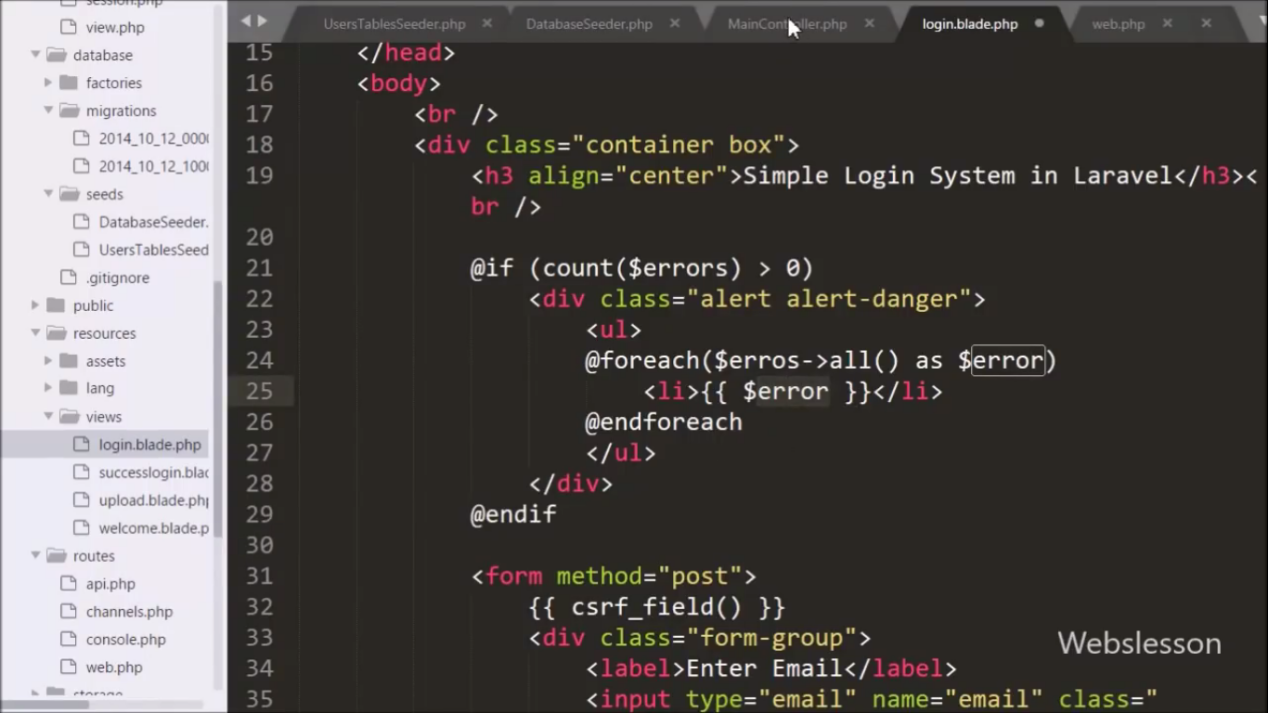 session.php
view.php
database
factories
migrations
2014_10_12_000
2014_10_12_100
seeds
DatabaseSeeder.
UsersTablesSeed
.gitignore
public
resources
assets
lang
views
login.blade.php
successlogin.blad
upload.blade.php
welcome.blade.p
routes
api.php
channels.php
console.php
web.php
storage
UsersTablesSeeder.php × DatabaseSeeder.php × MainController.php × login.blade.php web.php × ×
15 </head>
16 <body>
17 <br />
18 <div class="container box">
19 <h3 align="center">Simple Login System in Laravel</h3><
br />
20
21 @if (count($errors) > 0)
22 <div class="alert alert-danger">
23 <ul>
24 @foreach($erros->all() as $error)
25 <li>{{ $error }}</li>
26 @endforeach
27 </ul>
28 </div>
29 @endif
30
31 <form method="post">
32 {{ csrf_field() }}
33 <div class="form-group">
34 <label>Enter Email</label>
35 <input type="email" name="email" class="
Webslesson